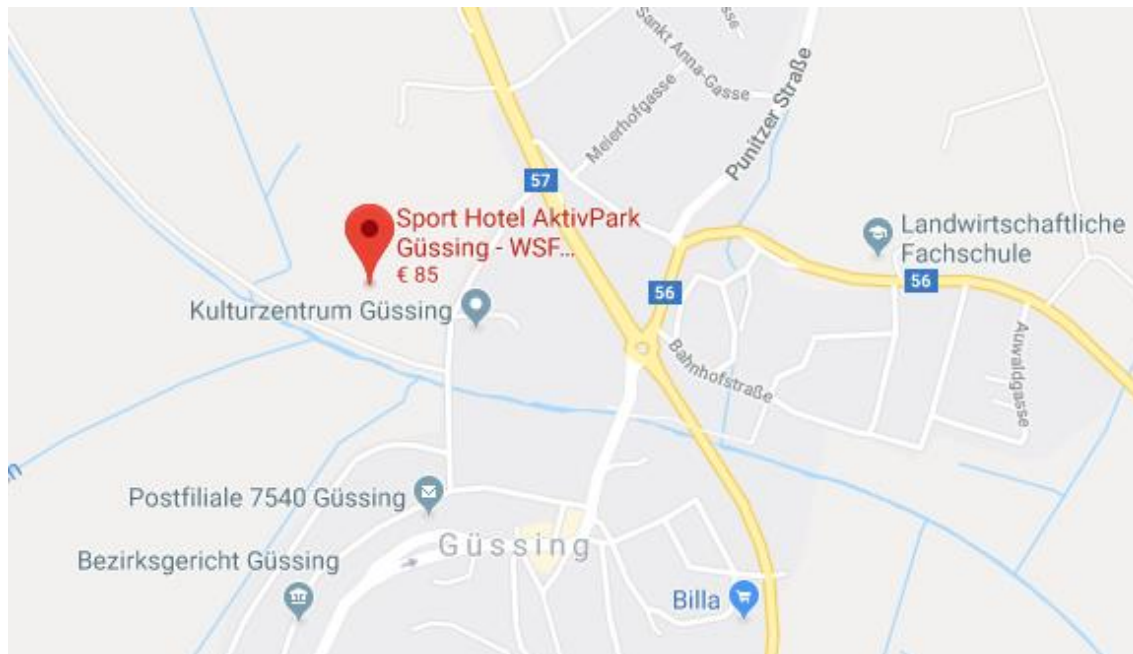 Sankt Anna-Gasse
Meierhofgasse
Punitzer Straße
57
Sport Hotel AktivPark
Güssing - WSF...
€ 85
Landwirtschaftliche
Fachschule
56
56
Kulturzentrum Güssing
Bahnhofstraße
Auwaldgasse
Postfiliale 7540 Güssing
Güssing
Bezirksgericht Güssing
Billa